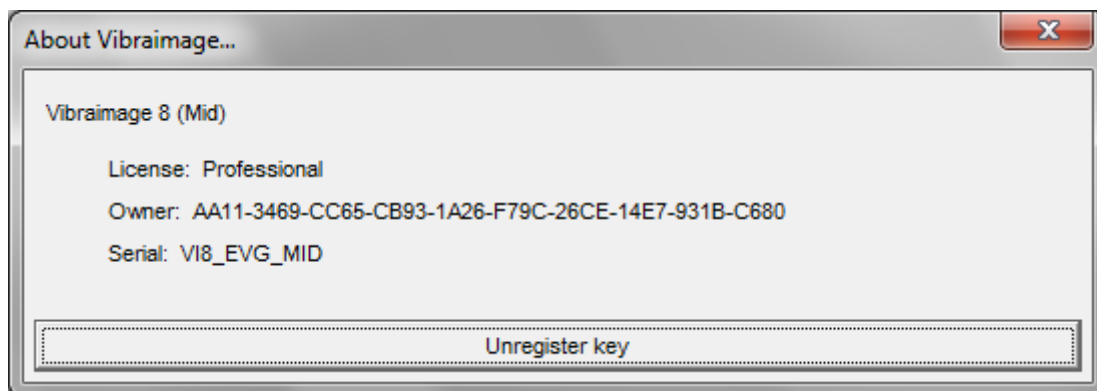 About Vibraimage...
Vibraimage 8 (Mid)
License: Professional
Owner: AA11-3469-CC65-CB93-1A26-F79C-26CE-14E7-931B-C680
Serial: VI8_EVG_MID
Unregister key